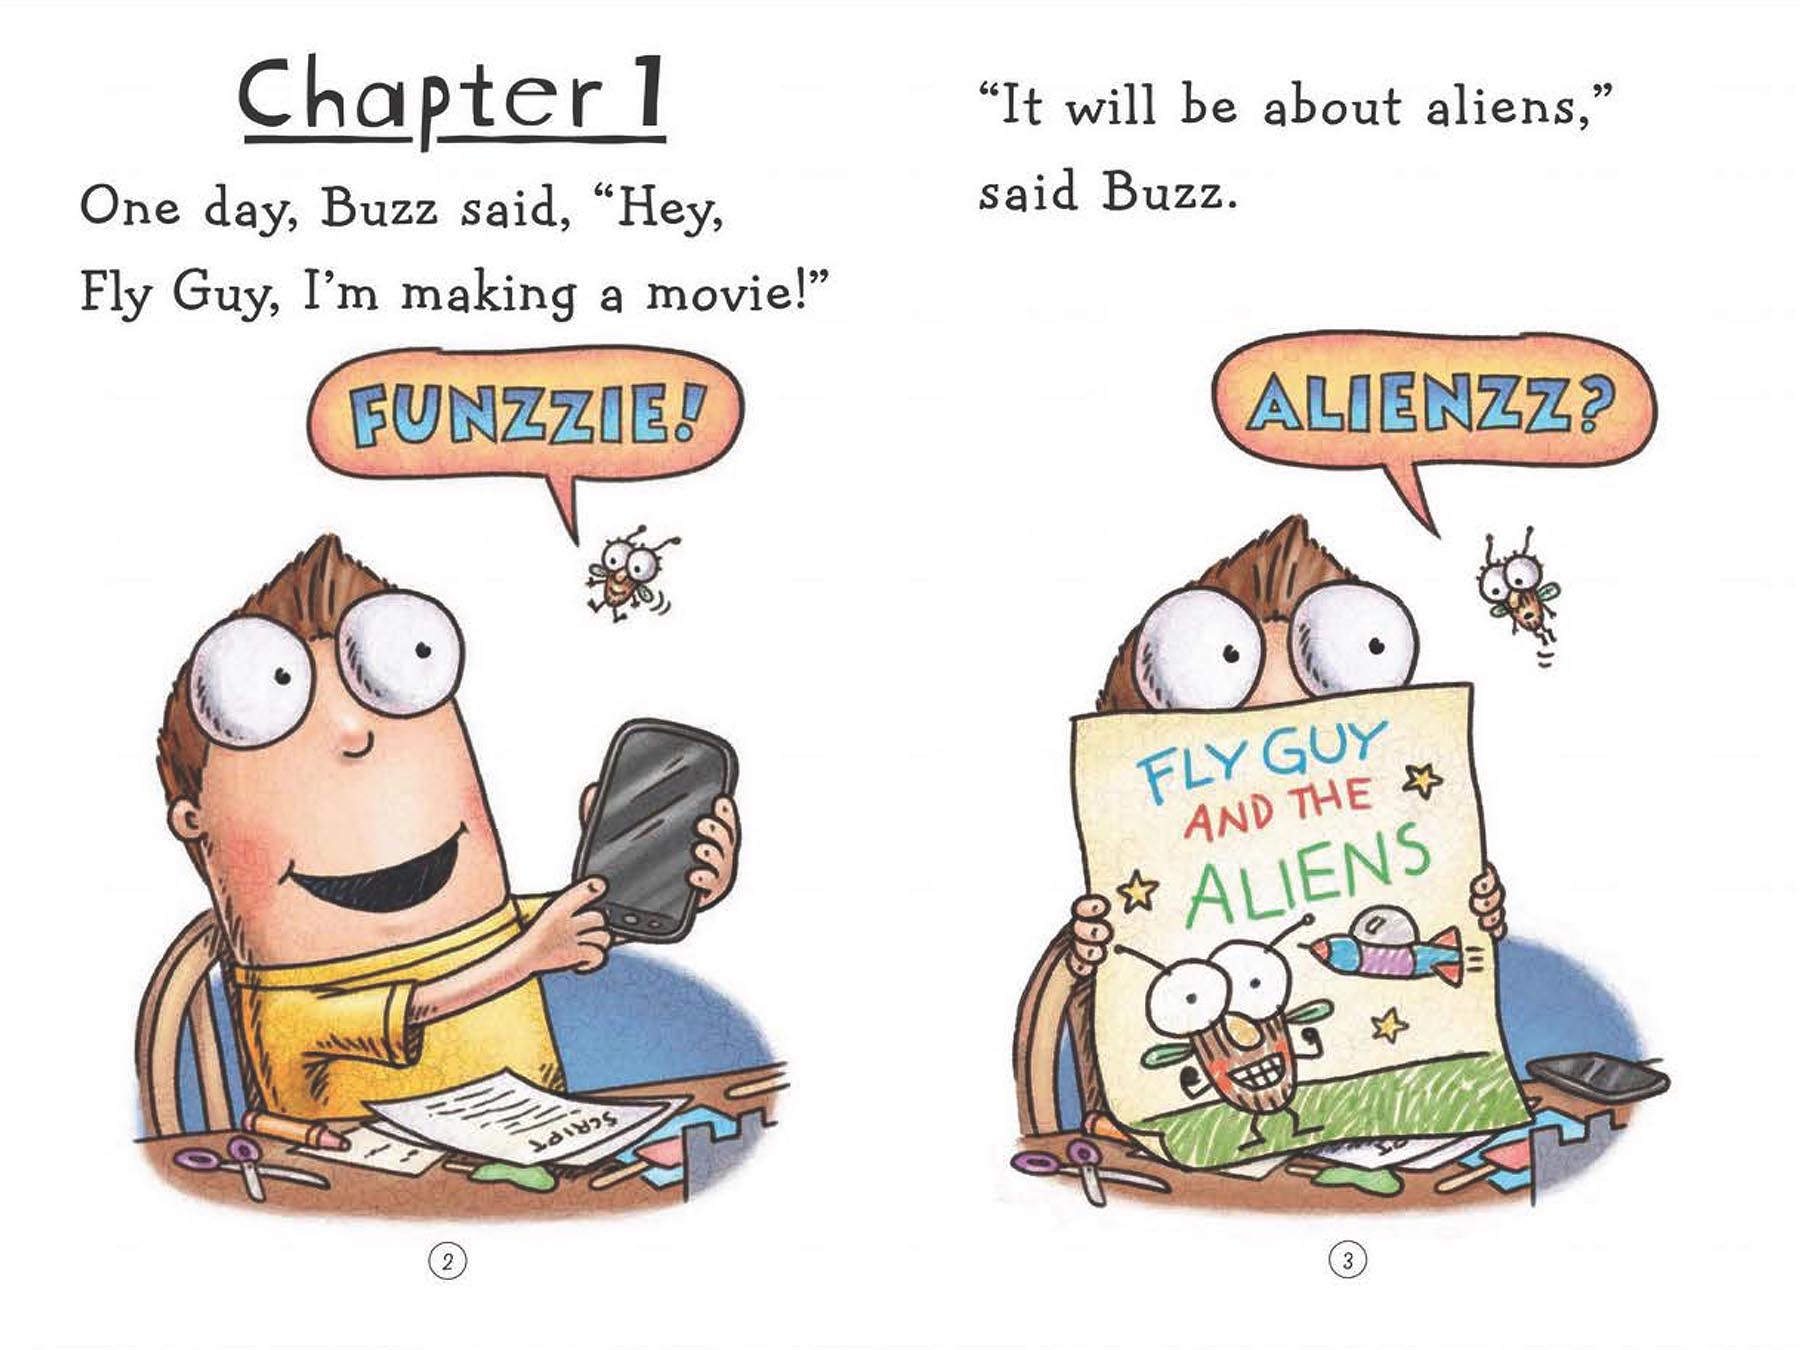 Chapter 1
One day, Buzz said, “Hey,
Fly Guy, I’m making a movie!”
FUNZZIE!
SCRIPT
2
“It will be about aliens,”
said Buzz.
ALIENZZ?
FLY GUY
AND THE
ALIENS
3